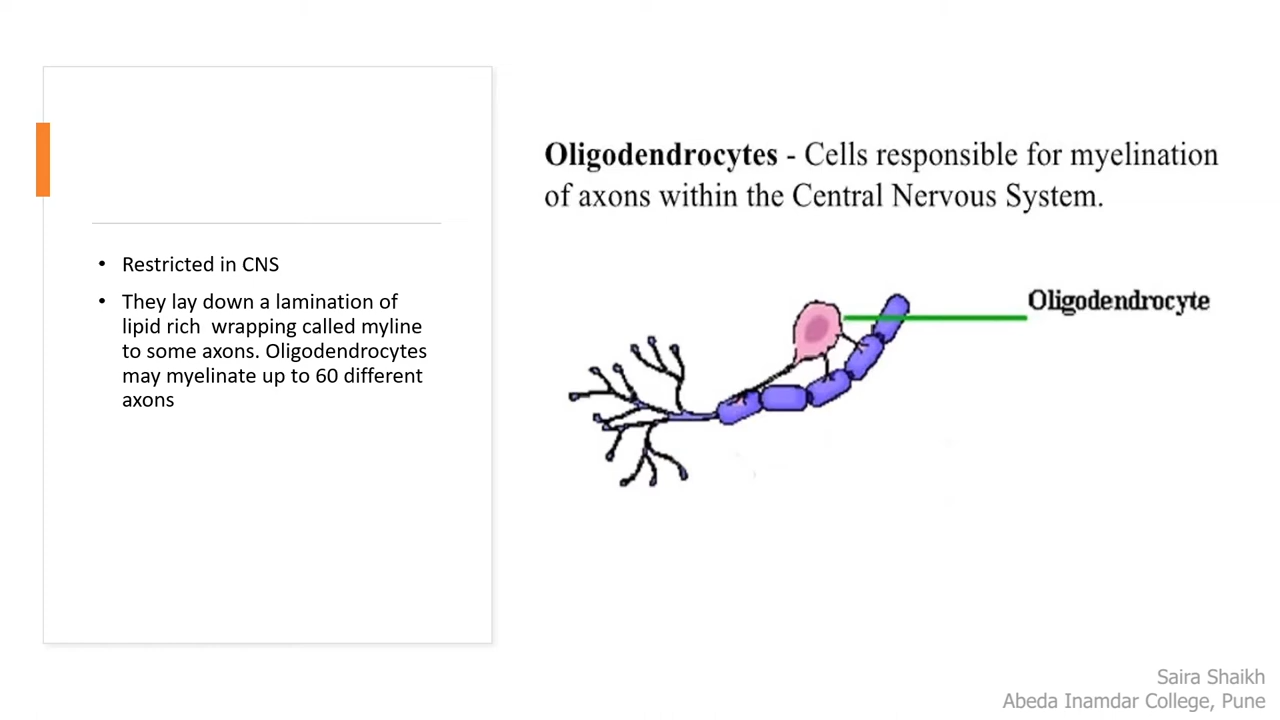 Oligodendrocytes - Cells responsible for myelination
of axons within the Central Nervous System.
• Restricted in CNS
• They lay down a lamination of
lipid rich wrapping called myline
to some axons. Oligodendrocytes
may myelinate up to 60 different
axons
Oligodendrocyte
Saira Shaikh
Abeda Inamdar College, Pune